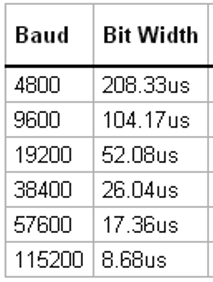 Baud Bit Width
4800 208.33us
9600 104.17us
19200 52.08us
38400 26.04us
57600 17.36us
115200 8.68us